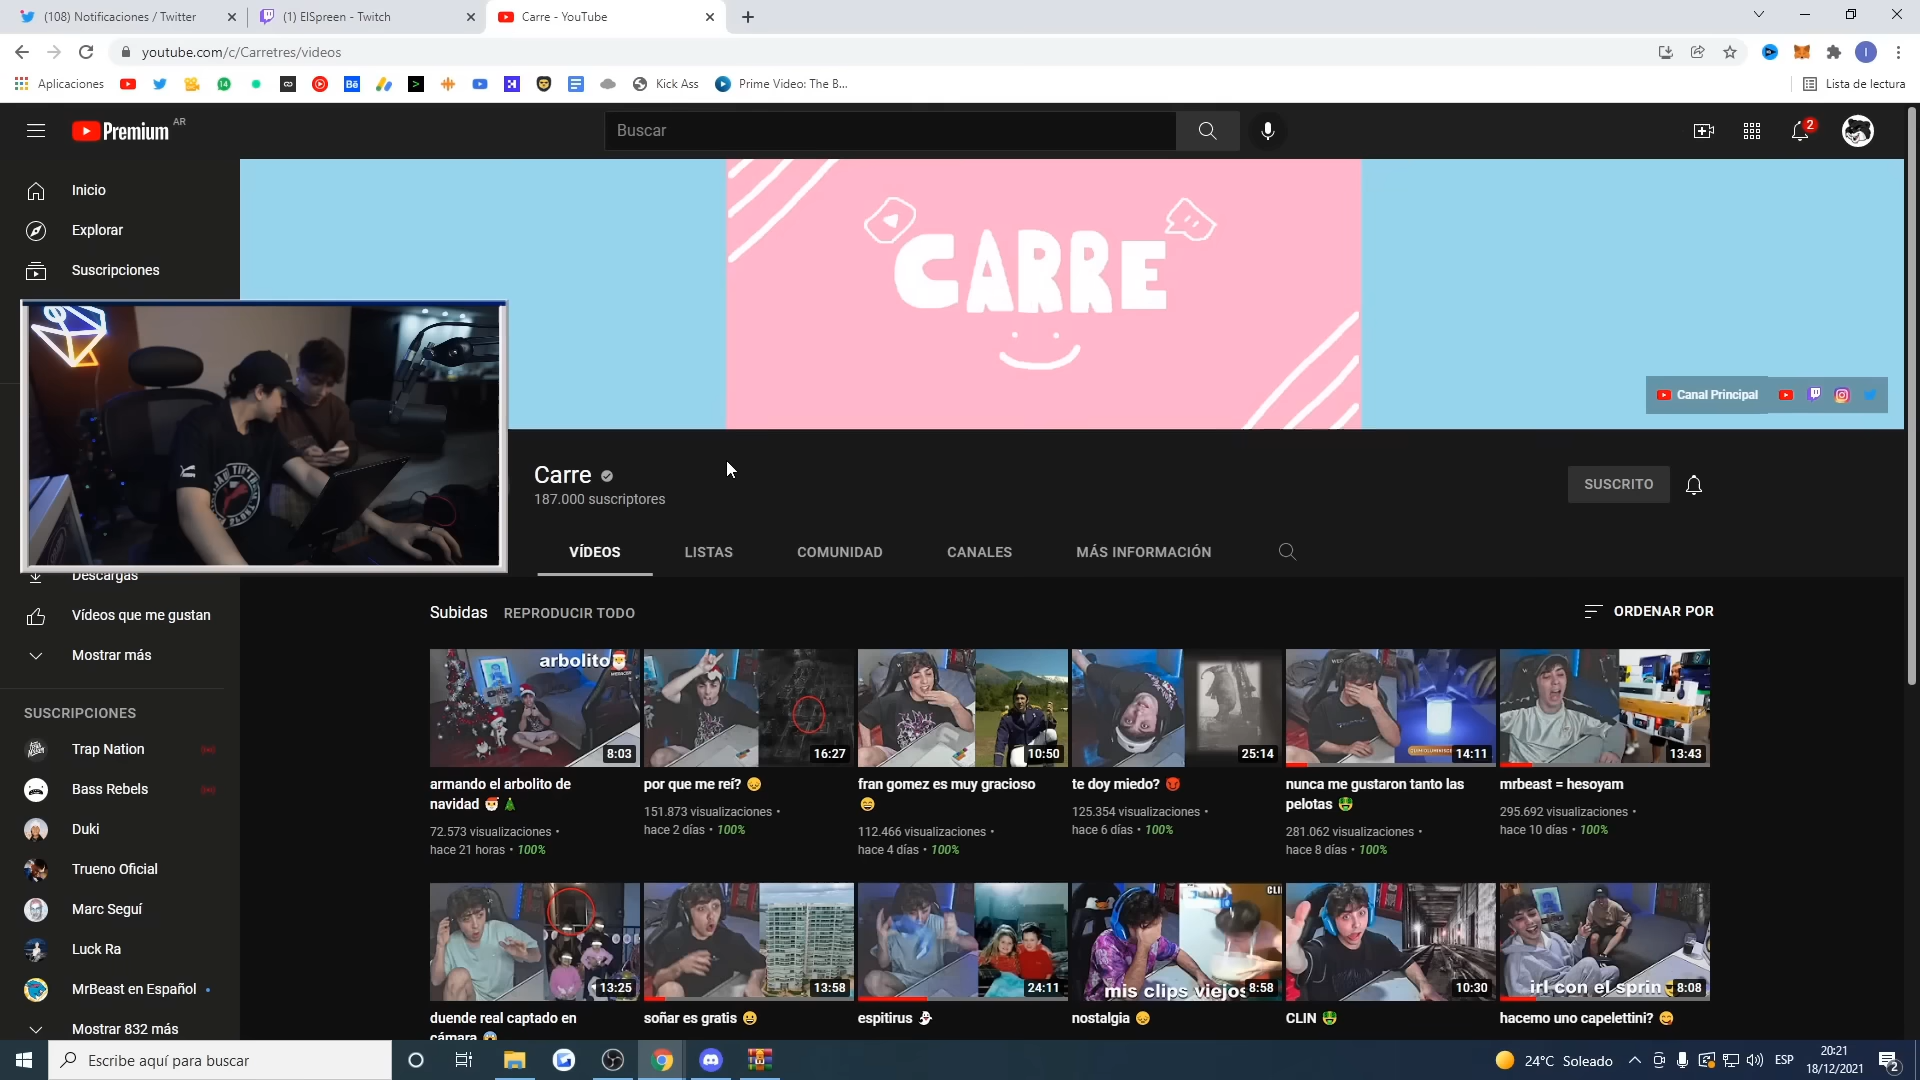 (108) Notificaciones / Twitter
(1) ElSpreen - Twitch
Carre - YouTube
youtube.com/c/Carretres/videos
Aplicaciones
Kick Ass
Prime Video: The B...
Lista de lectura
Premium AR
Buscar
2
Inicio
Explorar
Suscripciones
CARRE
Canal Principal
Carre
187.000 suscriptores
SUSCRITO
VÍDEOS
LISTAS
COMUNIDAD
CANALES
MÁS INFORMACIÓN
Descargas
Vídeos que me gustan
Mostrar más
SUSCRIPCIONES
Trap Nation
Bass Rebels
Duki
Trueno Oficial
Marc Seguí
Luck Ra
MrBeast en Español
Mostrar 832 más
Subidas
REPRODUCIR TODO
ORDENAR POR
arbolito🎅
8:03
16:27
10:50
25:14
14:11
13:43
armando el arbolito de
navidad 🎅🎄
72.573 visualizaciones •
hace 21 horas • 100%
por que me reí? 😞
151.873 visualizaciones •
hace 2 días • 100%
fran gomez es muy gracioso
😄
112.466 visualizaciones •
hace 4 días • 100%
te doy miedo? 👿
125.354 visualizaciones •
hace 6 días • 100%
nunca me gustaron tanto las
pelotas 🤑
281.062 visualizaciones •
hace 8 días • 100%
mrbeast = hesoyam
295.692 visualizaciones •
hace 10 días • 100%
13:25
13:58
24:11
CLI
mis clips viejos
8:58
10:30
irl con el sprin
8:08
duende real captado en
cámara 😱
soñar es gratis 😀
espitirus 👻
nostalgia 😞
CLIN 🤑
hacemo uno capelettini? 😋
Escribe aquí para buscar
24°C Soleado
ESP
20:21
18/12/2021
2